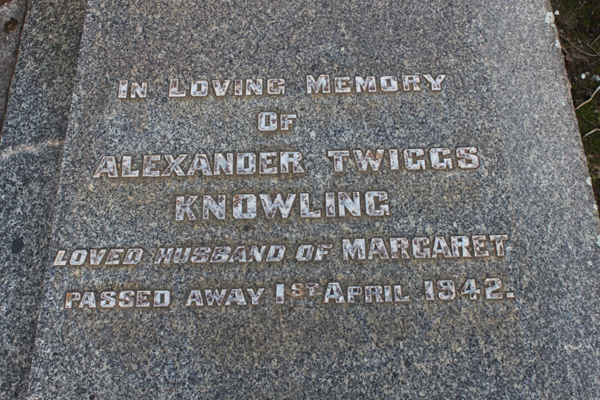 IN LOVING MEMORY
OF
ALEXANDER TWIGGS
KNOWLING
LOVED HUSBAND OF MARGARET
PASSED AWAY 1ST APRIL 1942.